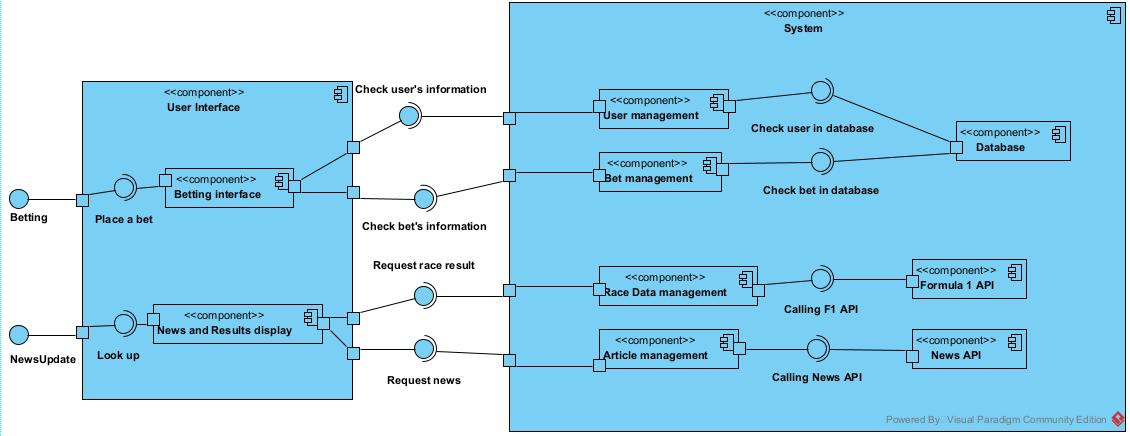 <<component>>
System
<<component>>
User Interface
Check user's information
<<component>>
User management
Check user in database
<<component>>
Database
<<component>>
Betting interface
<<component>>
Bet management
Check bet in database
Betting
Place a bet
Check bet's information
Request race result
<<component>>
Race Data management
Calling F1 API
<<component>>
Formula 1 API
<<component>>
News and Results display
NewsUpdate
Look up
Request news
<<component>>
Article management
Calling News API
<<component>>
News API
Powered By: Visual Paradigm Community Edition